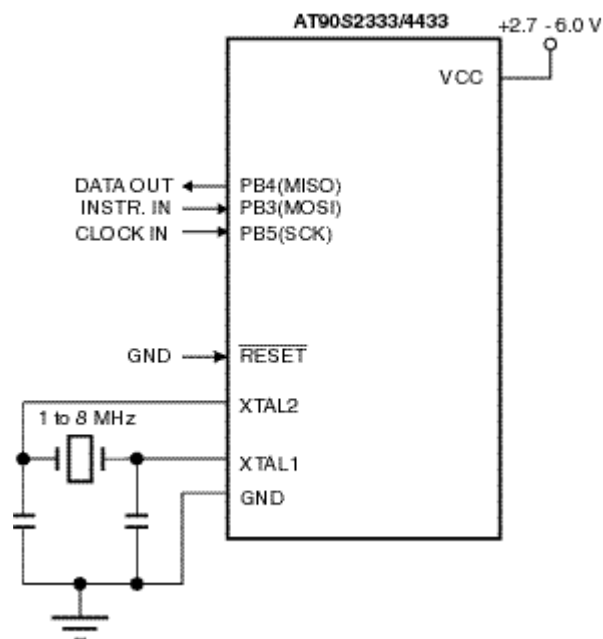 AT90S2333/4433
+2.7 - 6.0 V
VCC
DATA OUT
PB4(MISO)
INSTR. IN
PB3(MOSI)
CLOCK IN
PB5(SCK)
GND
RESET
XTAL2
1 to 8 MHz
XTAL1
GND